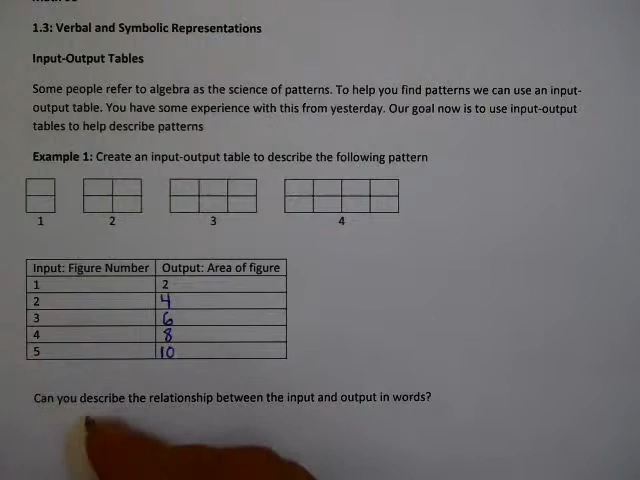 1.3: Verbal and Symbolic Representations
Input-Output Tables
Some people refer to algebra as the science of patterns. To help you find patterns we can use an input-
output table. You have some experience with this from yesterday. Our goal now is to use input-output
tables to help describe patterns
Example 1: Create an input-output table to describe the following pattern
1 2 3 4
Input: Figure Number Output: Area of figure
1 2
2 4
3 6
4 8
5 10
Can you describe the relationship between the input and output in words?